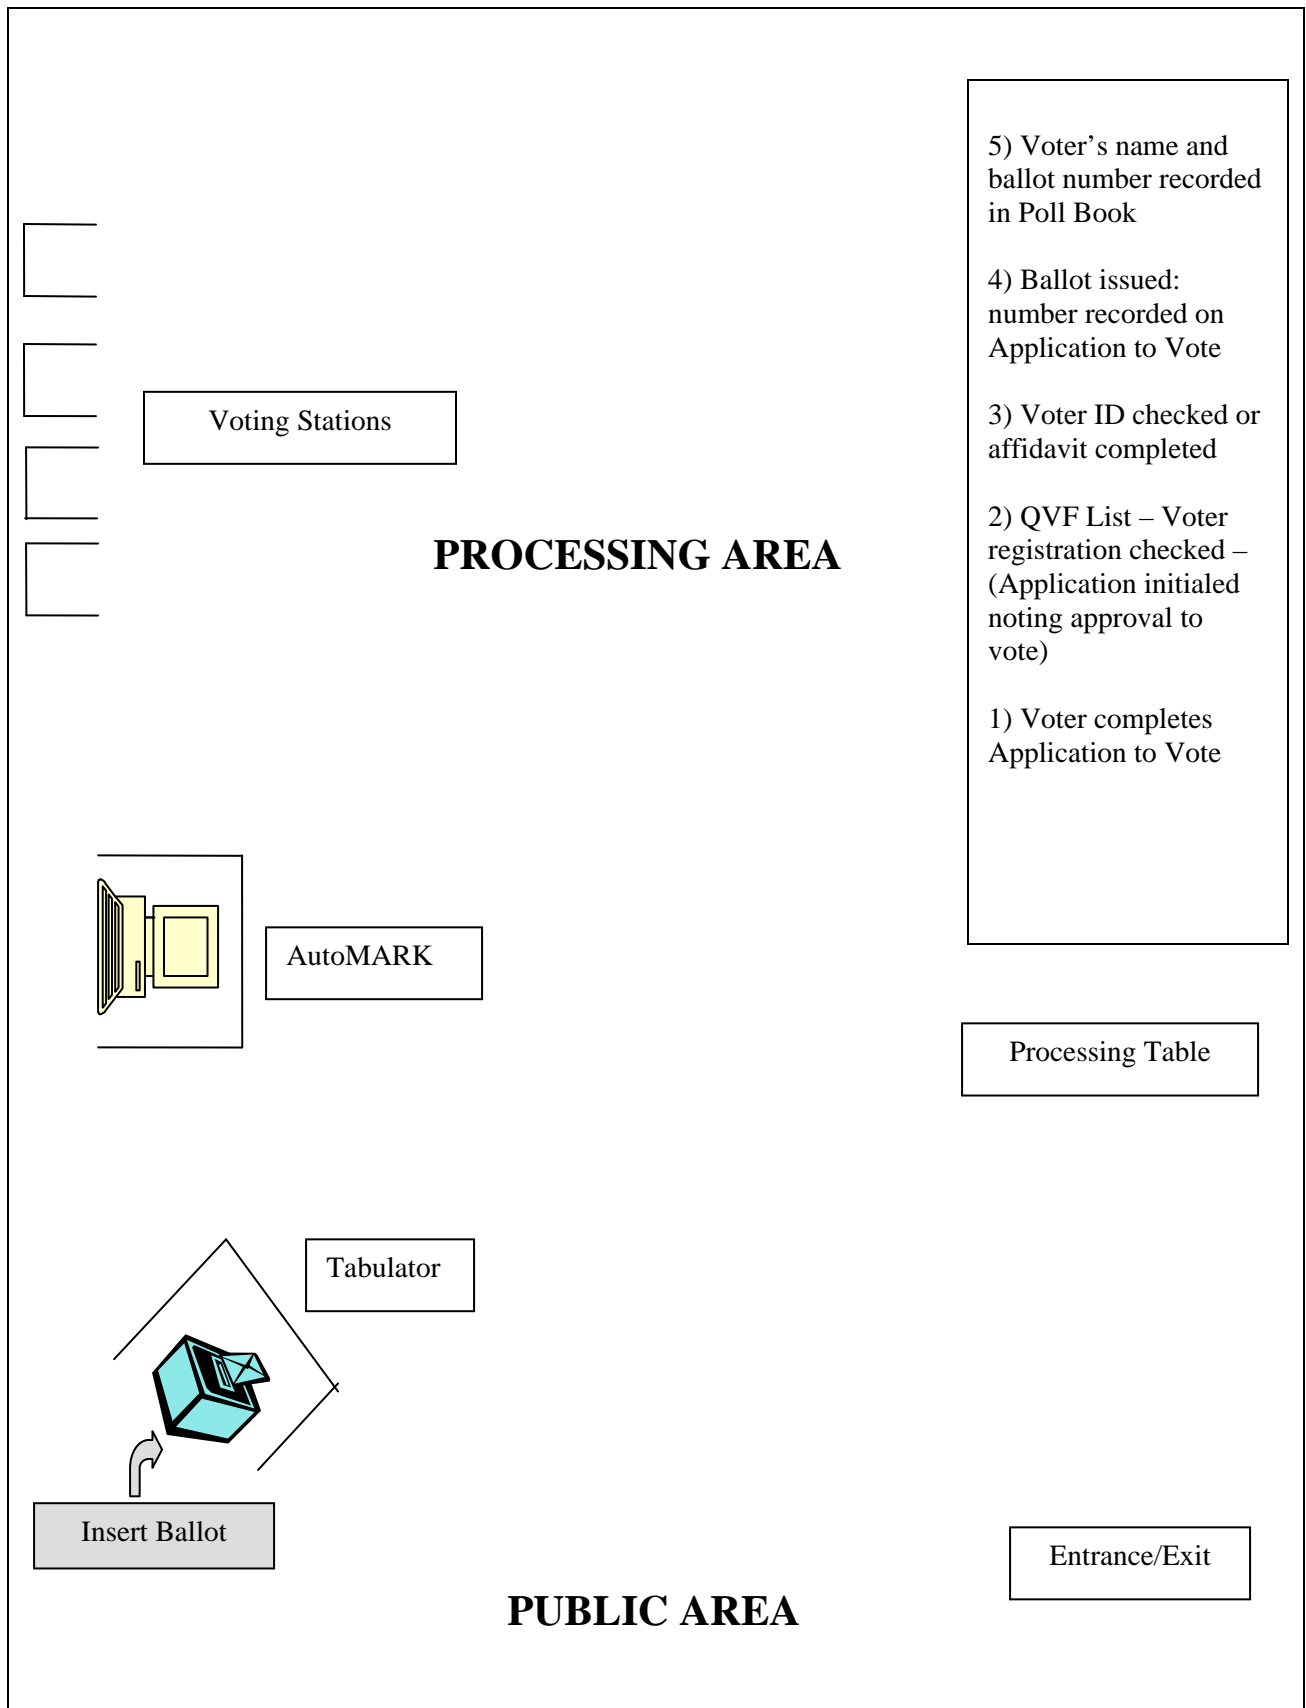 5) Voter’s name and
ballot number recorded
in Poll Book
4) Ballot issued:
number recorded on
Application to Vote
3) Voter ID checked or
affidavit completed
2) QVF List – Voter
registration checked –
(Application initialed
noting approval to
vote)
1) Voter completes
Application to Vote
Voting Stations
PROCESSING AREA
AutoMARK
Processing Table
Tabulator
Insert Ballot
Entrance/Exit
PUBLIC AREA